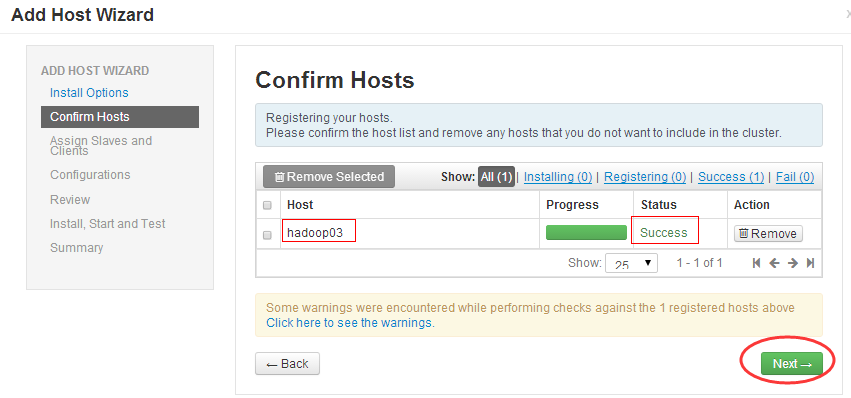 Add Host Wizard
ADD HOST WIZARD
Install Options
Confirm Hosts
Assign Slaves and
Clients
Configurations
Review
Install, Start and Test
Summary
Confirm Hosts
Registering your hosts.
Please confirm the host list and remove any hosts that you do not want to include in the cluster.
Remove Selected Show: All (1) | Installing (0) | Registering (0) | Success (1) | Fail (0)
Host Progress Status Action
hadoop03 Success Remove
Show: 25 1 - 1 of 1
Some warnings were encountered while performing checks against the 1 registered hosts above
Click here to see the warnings.
← Back Next →